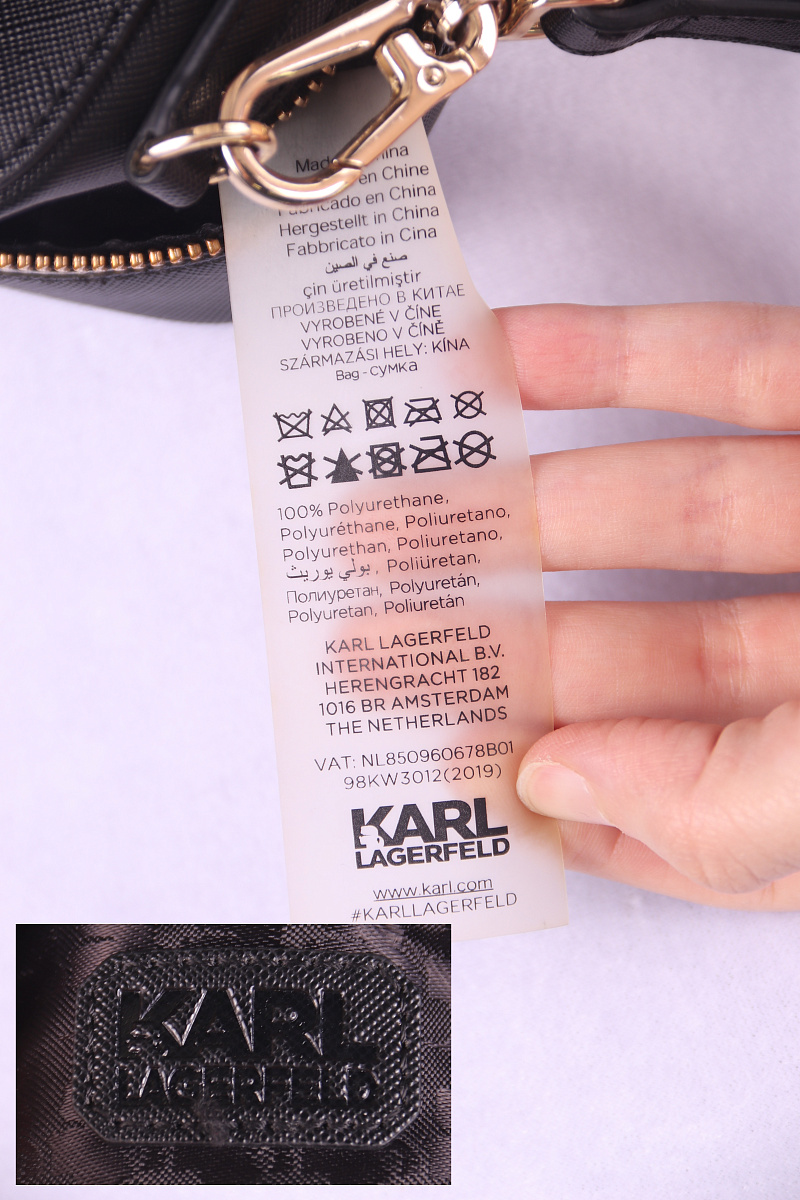 Made hina
en Chine
Fabricado en China
Hergestellt in China
Fabbricato in Cina
صنع في الصين
çin üretilmiştir
ПРОИЗВЕДЕНО В КИТАЕ
VYROBENÉ V ČÍNE
VYROBENO V ČÍNĚ
SZÁRMAZÁSI HELY: KÍNA
Bag - СУМКа
100% Polyurethane,
Polyuréthane, Poliuretano,
Polyurethan, Poliuretano,
بولي يوريث , Poliüretan,
Полиуретан, Polyuretán,
Polyuretan, Poliuretán
KARL LAGERFELD
INTERNATIONAL B.V.
HERENGRACHT 182
1016 BR AMSTERDAM
THE NETHERLANDS
VAT: NL850960678B01
98KW3012(2019)
KARL
LAGERFELD
www.karl.com
#KARLLAGERFELD
KARL
LAGERFELD